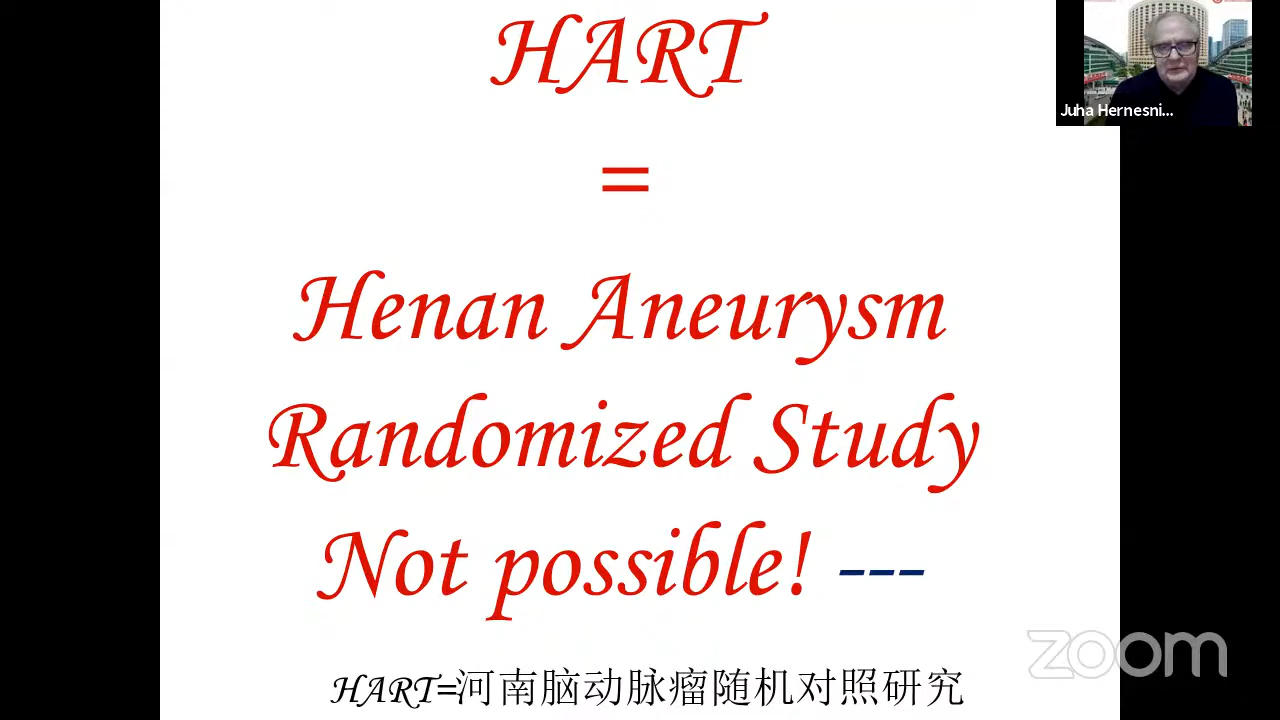 HART
=
Henan Aneurysm
Randomized Study
Not possible! ---
HART=河南脑动脉瘤随机对照研究
Juha Hernesni...
zoom